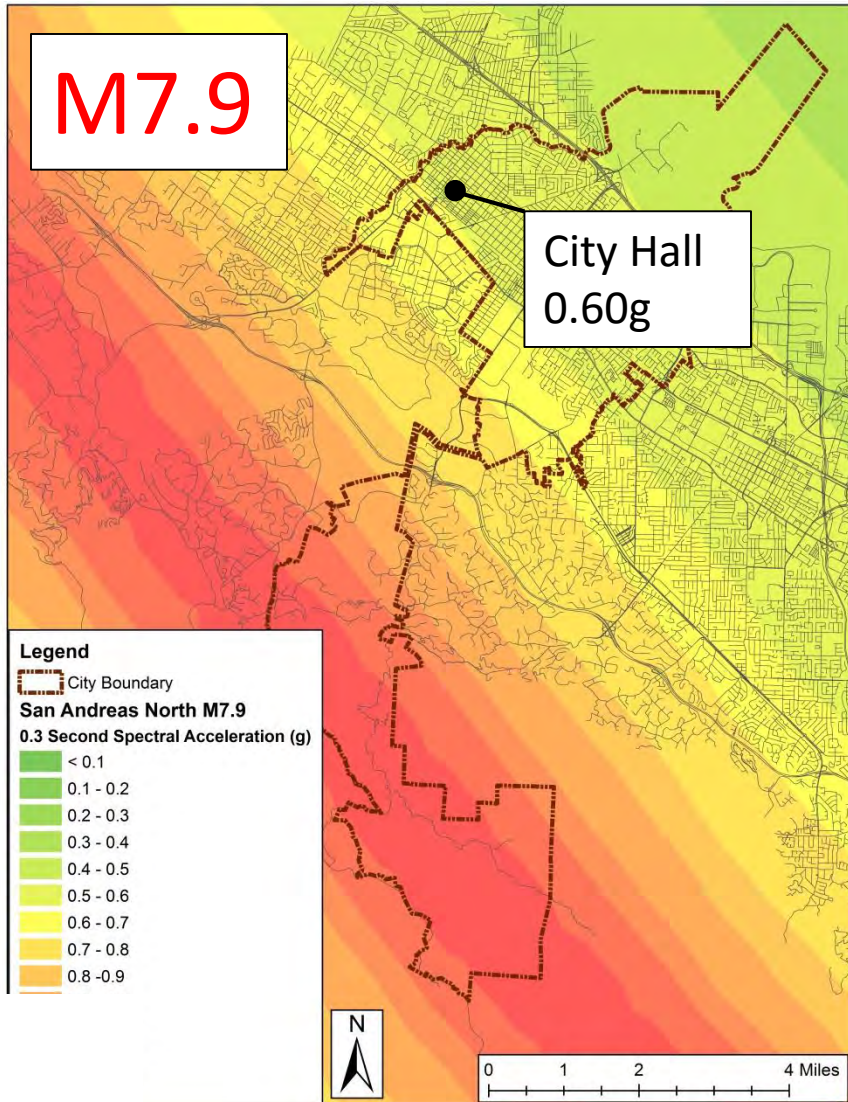 M7.9
City Hall
0.60g
Legend
City Boundary
San Andreas North M7.9
0.3 Second Spectral Acceleration (g)
< 0.1
0.1 - 0.2
0.2 - 0.3
0.3 - 0.4
0.4 - 0.5
0.5 - 0.6
0.6 - 0.7
0.7 - 0.8
0.8 -0.9
N
0 1 2 4 Miles